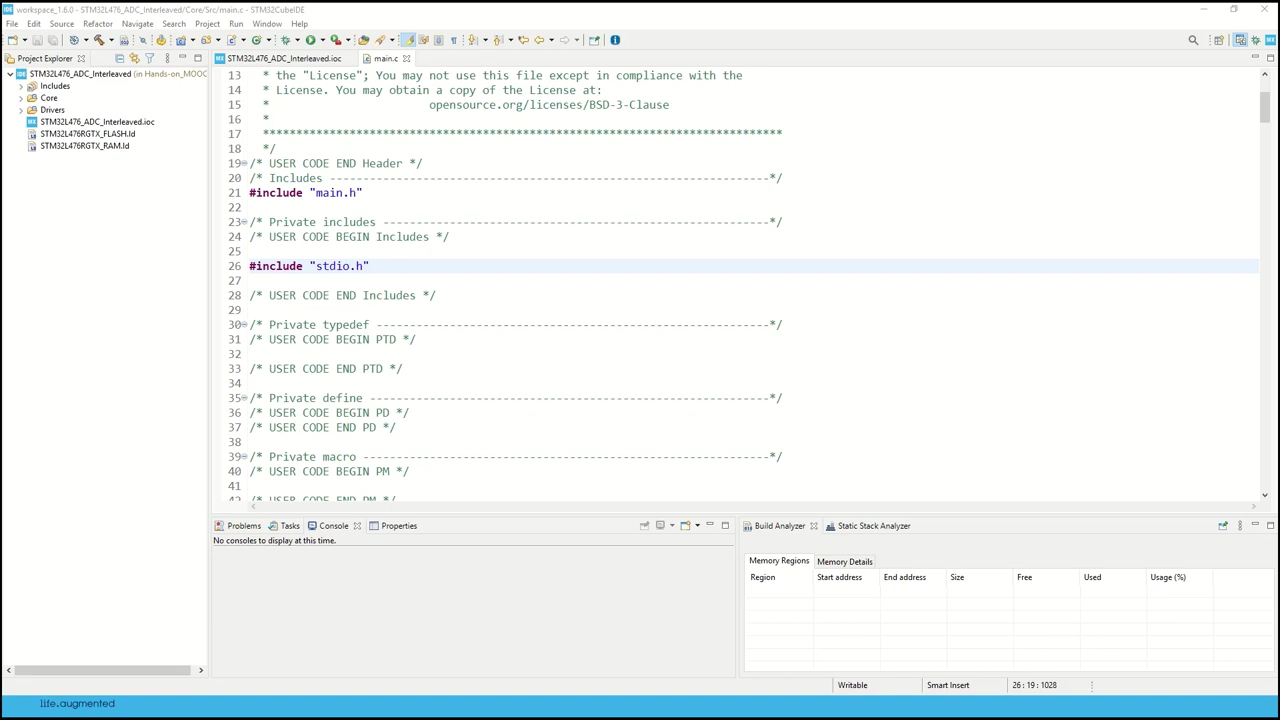 workspace_1.6.0 - STM32L476_ADC_Interleaved/Core/Src/main.c - STM32CubeIDE
File Edit Source Refactor Navigate Search Project Run Window Help
Project Explorer
STM32L476_ADC_Interleaved (in Hands-on_MOOC
Includes
Core
Drivers
STM32L476_ADC_Interleaved.ioc
STM32L476RGTX_FLASH.ld
STM32L476RGTX_RAM.ld
STM32L476_ADC_Interleaved.ioc main.c
13 * the "License"; You may not use this file except in compliance with the
14 * License. You may obtain a copy of the License at:
15 * opensource.org/licenses/BSD-3-Clause
16 *
17 ******************************************************************************
18 */
19 /* USER CODE END Header */
20 /* Includes ------------------------------------------------------------------*/
21 #include "main.h"
22
23 /* Private includes ----------------------------------------------------------*/
24 /* USER CODE BEGIN Includes */
25
26 #include "stdio.h"
27
28 /* USER CODE END Includes */
29
30 /* Private typedef -----------------------------------------------------------*/
31 /* USER CODE BEGIN PTD */
32
33 /* USER CODE END PTD */
34
35 /* Private define ------------------------------------------------------------*/
36 /* USER CODE BEGIN PD */
37 /* USER CODE END PD */
38
39 /* Private macro -------------------------------------------------------------*/
40 /* USER CODE BEGIN PM */
41
42 /* USER CODE END PM */
Problems Tasks Console Properties
No consoles to display at this time.
Build Analyzer Static Stack Analyzer
Memory Regions Memory Details
Region Start address End address Size Free Used Usage (%)
Writable Smart Insert 26 : 19 : 1028
life.augmented